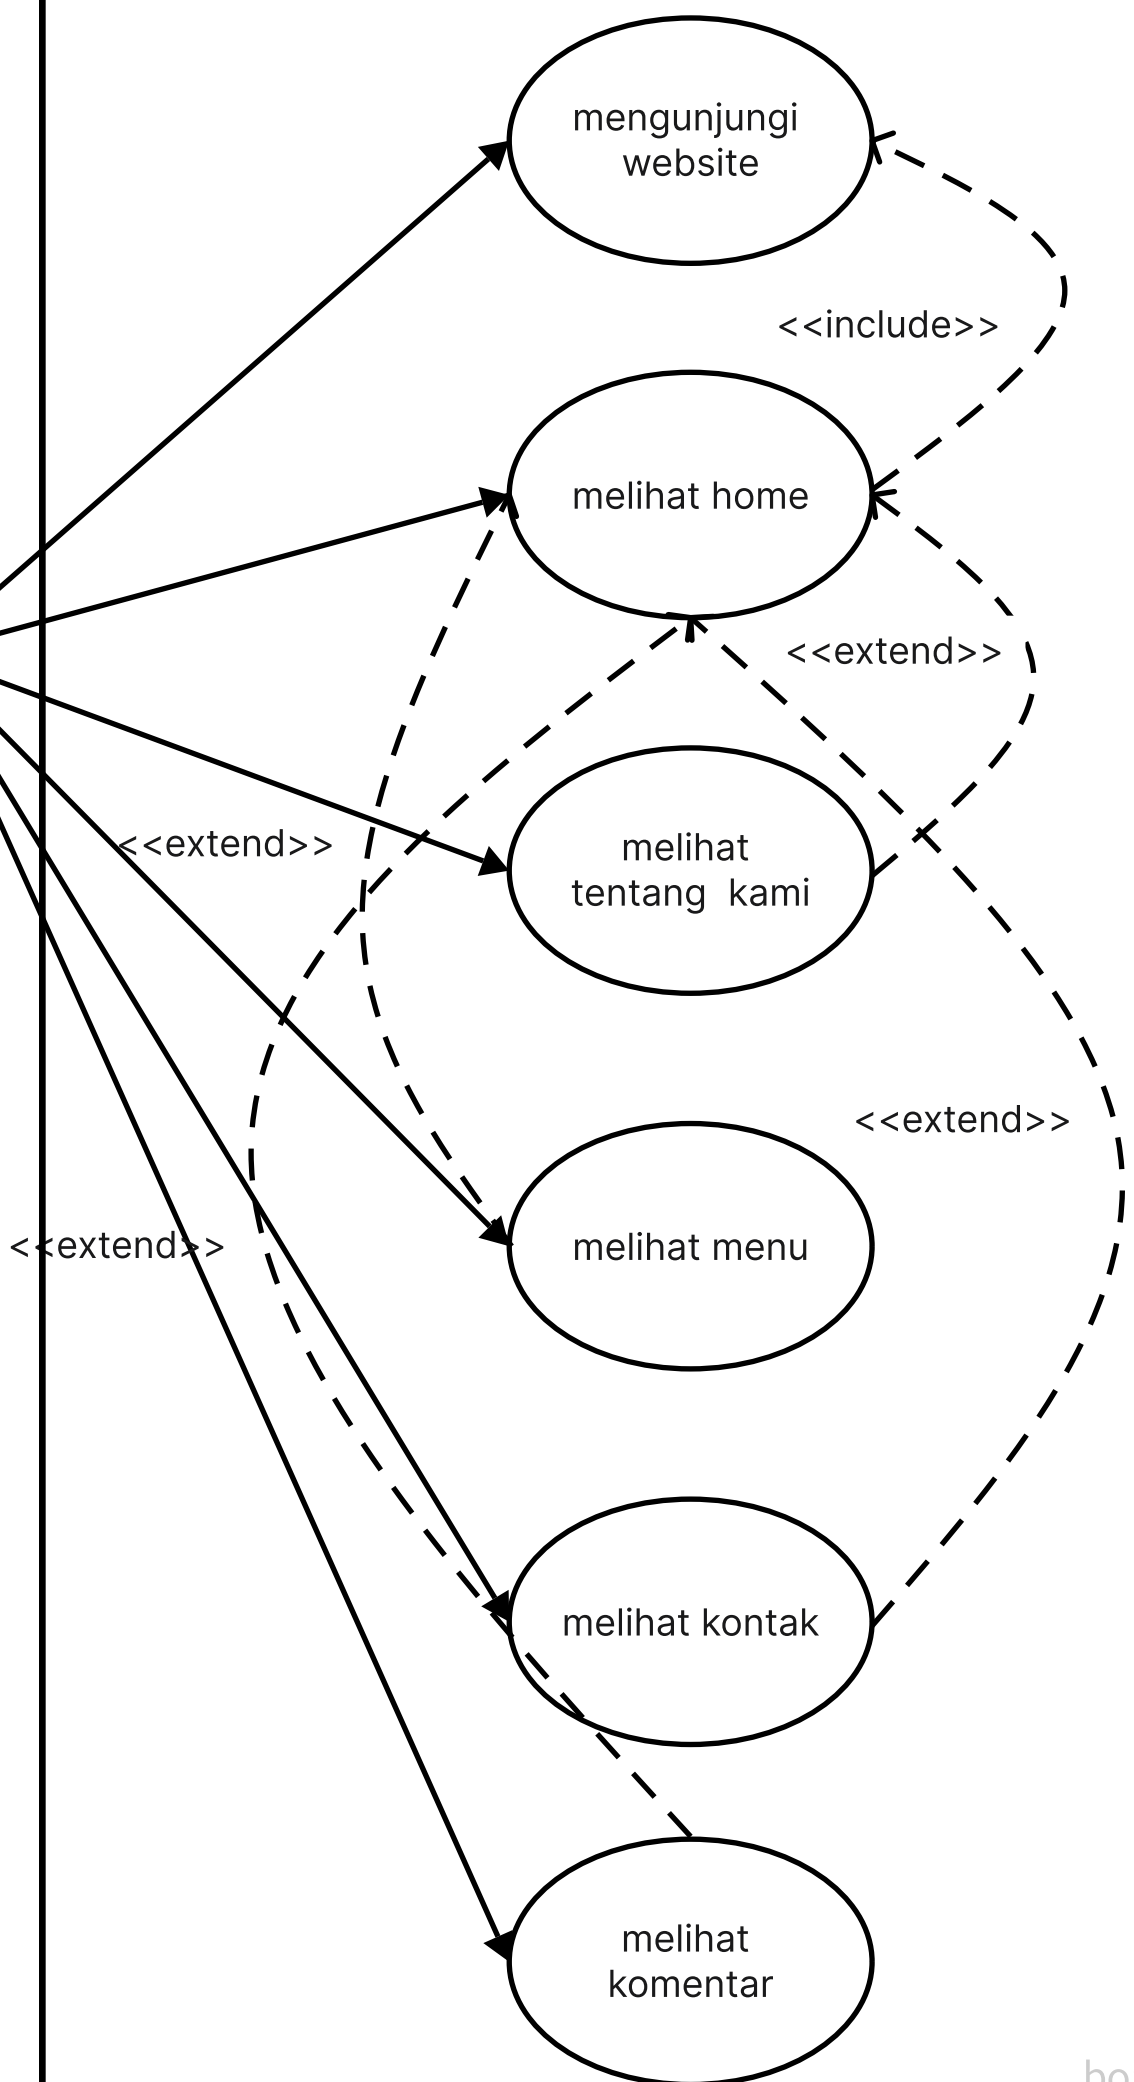 mengunjungi
website
<<include>>
melihat home
<<extend>>
<<extend>>
melihat
tentang kami
<<extend>>
<<extend>>
melihat menu
melihat kontak
melihat
komentar